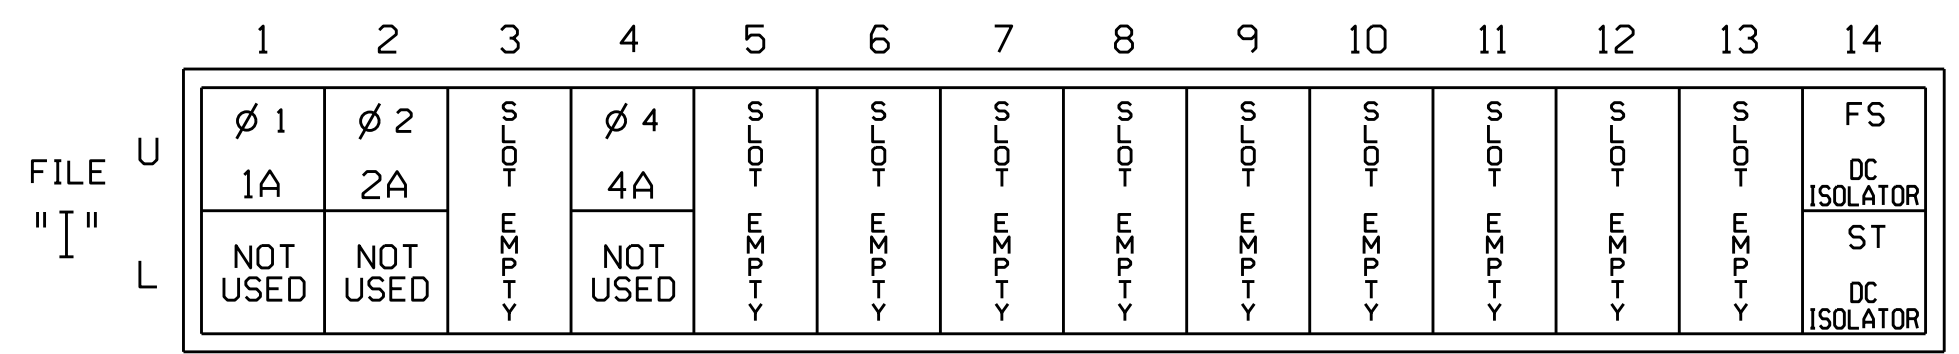 1 2 3 4 5 6 7 8 9 10 11 12 13 14
FILE "I"
U
L
Ø 1
1A
NOT
USED
Ø 2
2A
NOT
USED
SLOT EMPTY
Ø 4
4A
NOT
USED
SLOT EMPTY
SLOT EMPTY
SLOT EMPTY
SLOT EMPTY
SLOT EMPTY
SLOT EMPTY
SLOT EMPTY
SLOT EMPTY
SLOT EMPTY
FS
DC
ISOLATOR
ST
DC
ISOLATOR